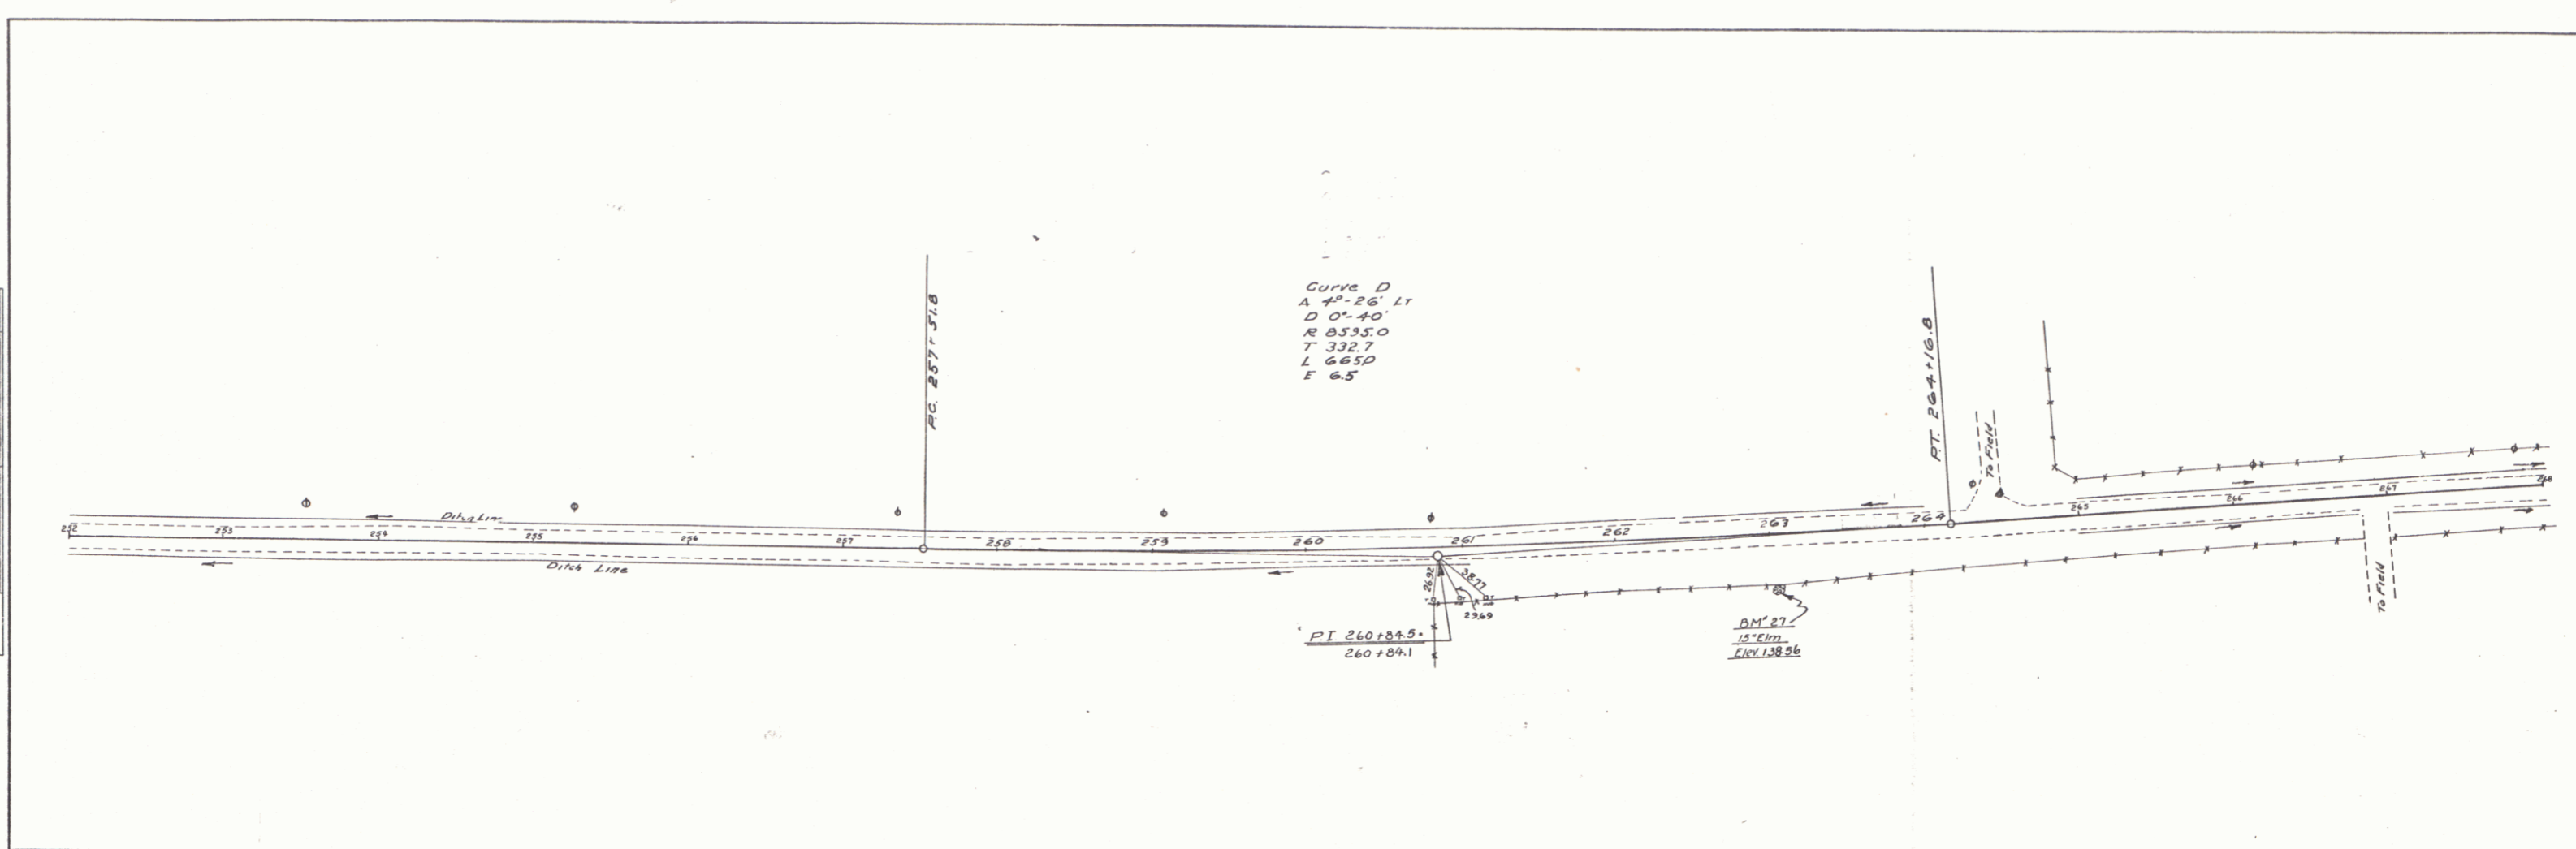 Curve D
Δ 4°-26' LT
D 0°-40'
R 8595.0
T 332.7
L 665.0
E 6.5
P.C. 257+51.8
P.T. 264+16.8
To Field
Ditch Line
252 253 254 255 256 257 258 259 260 261 262 263 264 265 266 267 268
Ditch Line
26.92
38.77
29.69
P.I. 260+84.5
260+84.1
BM# 27
15" Elm
Elev. 138.56
To Field